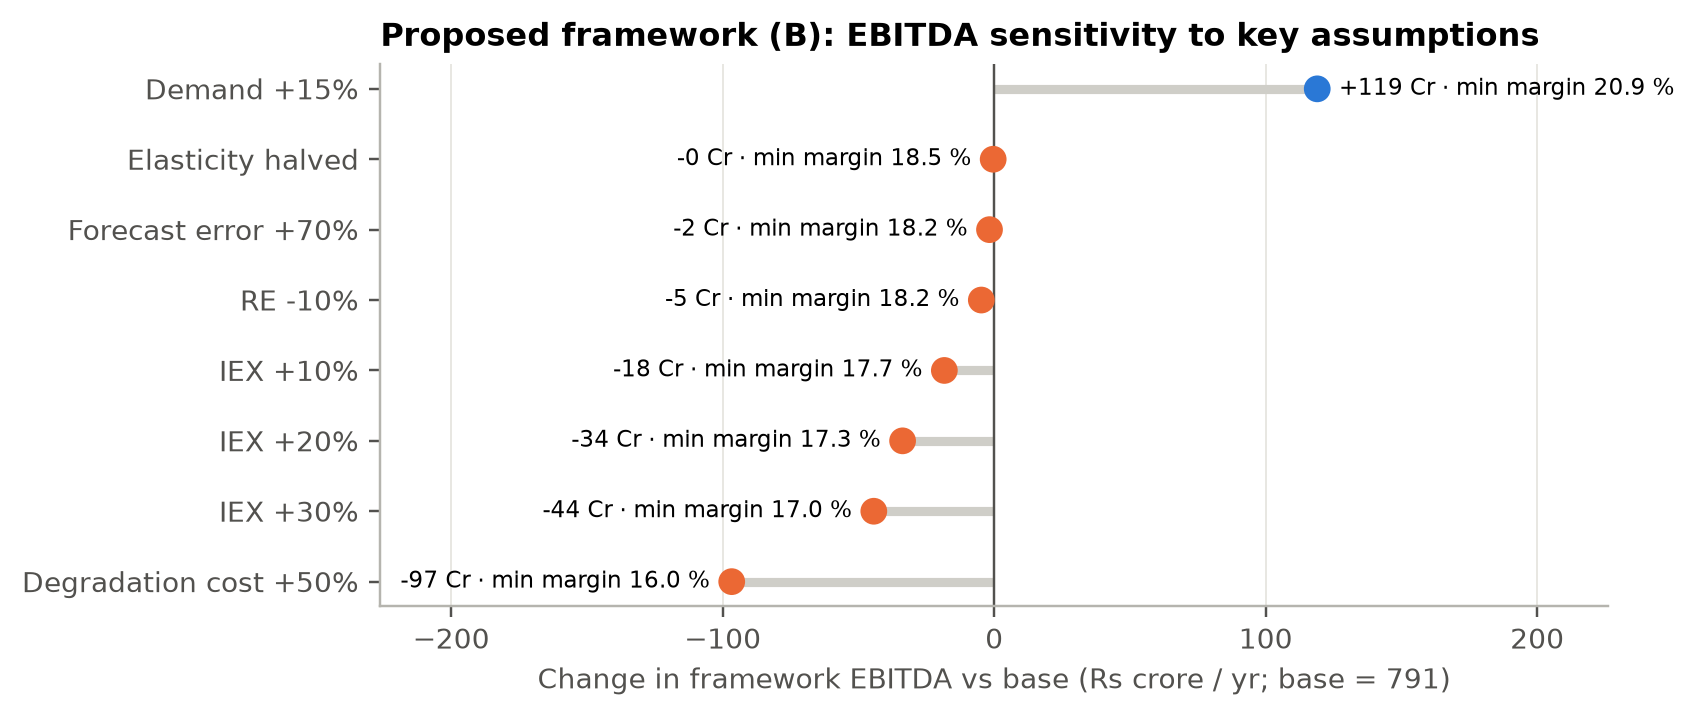 Proposed framework (B): EBITDA sensitivity to key assumptions
Demand +15%
+119 Cr · min margin 20.9 %
Elasticity halved
-0 Cr · min margin 18.5 %
Forecast error +70%
-2 Cr · min margin 18.2 %
RE -10%
-5 Cr · min margin 18.2 %
IEX +10%
-18 Cr · min margin 17.7 %
IEX +20%
-34 Cr · min margin 17.3 %
IEX +30%
-44 Cr · min margin 17.0 %
Degradation cost +50%
-97 Cr · min margin 16.0 %
−200 −100 0 100 200
Change in framework EBITDA vs base (Rs crore / yr; base = 791)